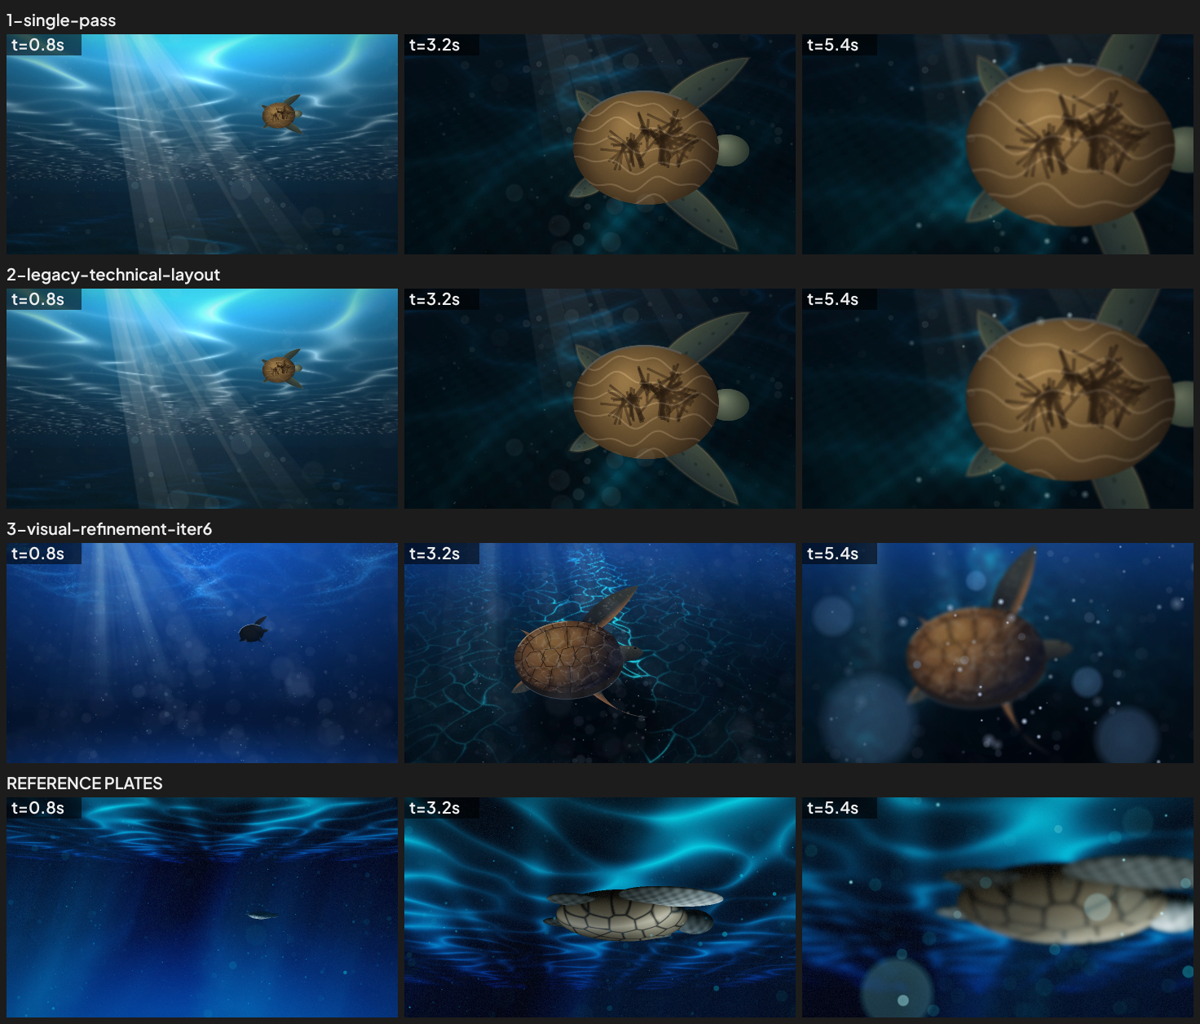 1-single-pass
t=0.8s t=3.2s t=5.4s
2-legacy-technical-layout
t=0.8s t=3.2s t=5.4s
3-visual-refinement-iter6
t=0.8s t=3.2s t=5.4s
REFERENCE PLATES
t=0.8s t=3.2s t=5.4s